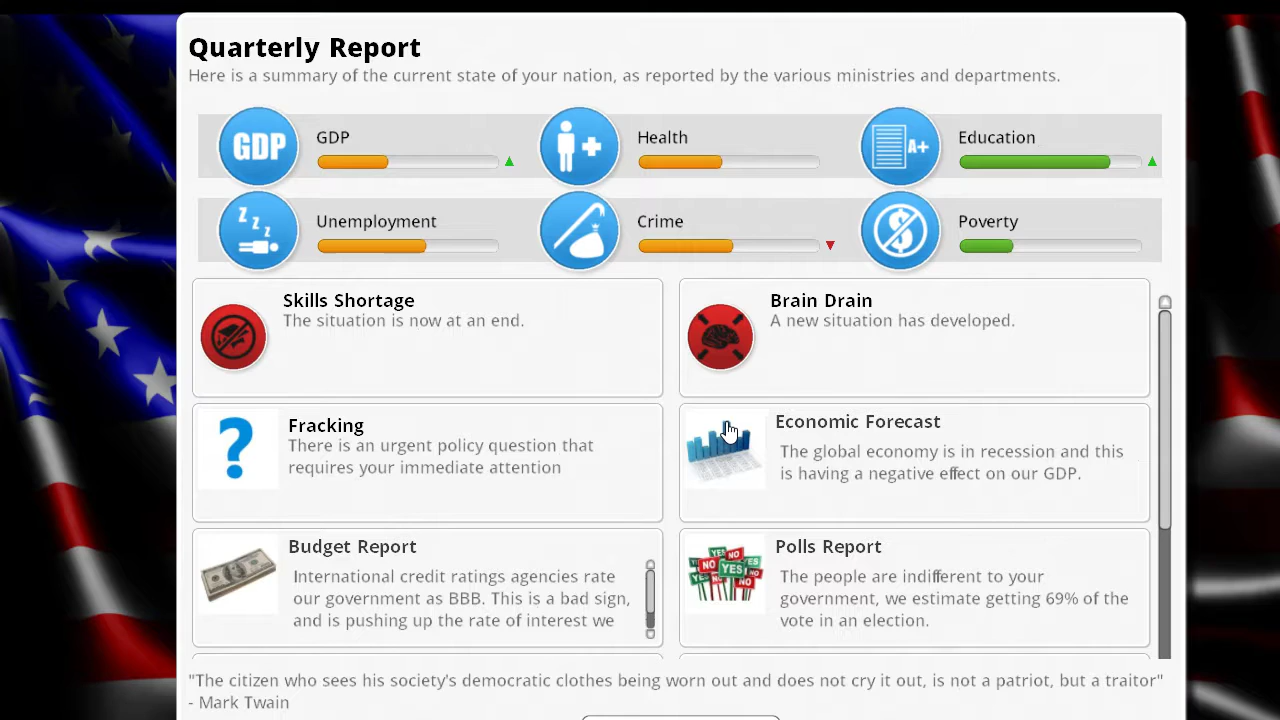 Quarterly Report
Here is a summary of the current state of your nation, as reported by the various ministries and departments.
GDP
GDP
Health
A+
Education
Z
Z
Z
Unemployment
Crime
$
Poverty
Skills Shortage
The situation is now at an end.
Brain Drain
A new situation has developed.
?
Fracking
There is an urgent policy question that
requires your immediate attention
Economic Forecast
The global economy is in recession and this
is having a negative effect on our GDP.
Budget Report
International credit ratings agencies rate
our government as BBB. This is a bad sign,
and is pushing up the rate of interest we
YES
NO
NO
YES
Polls Report
The people are indifferent to your
government, we estimate getting 69% of the
vote in an election.
"The citizen who sees his society's democratic clothes being worn out and does not cry it out, is not a patriot, but a traitor"
- Mark Twain